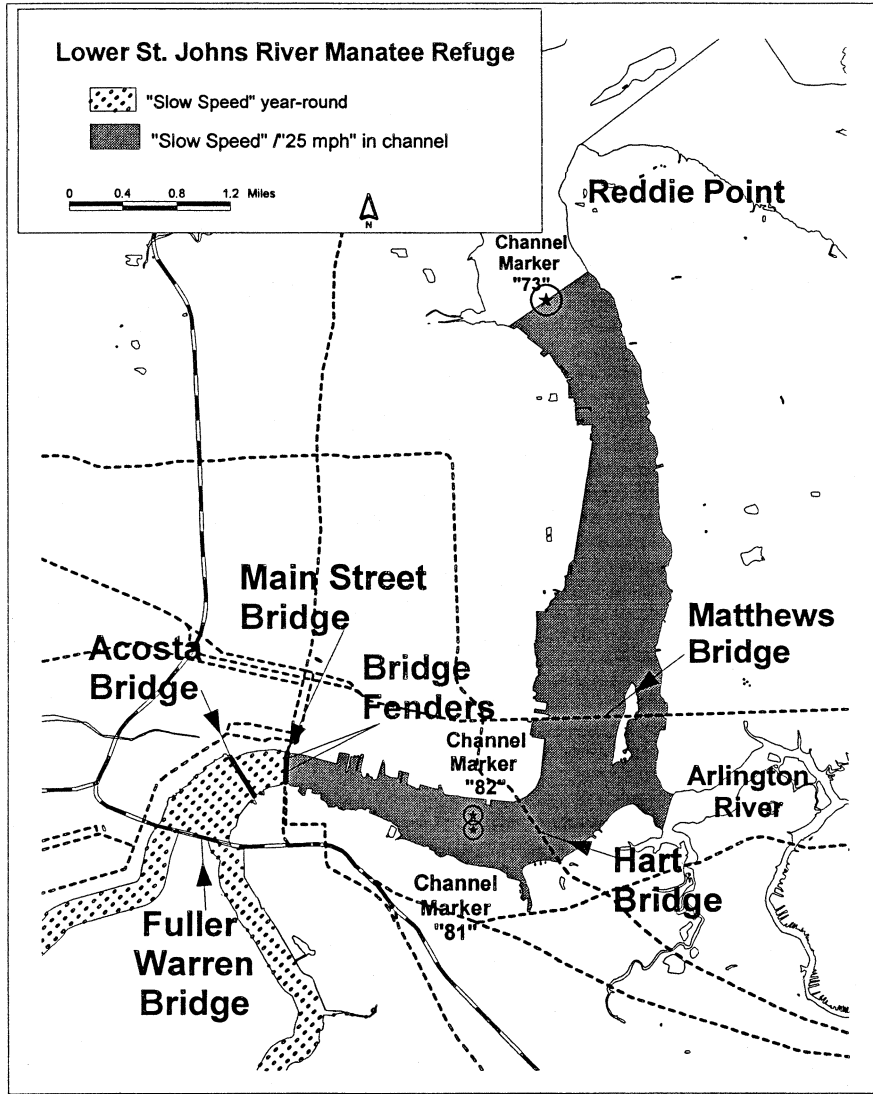 Lower St. Johns River Manatee Refuge
"Slow Speed" year-round
"Slow Speed" /"25 mph" in channel
0 0.4 0.8 1.2 Miles
N
Reddie Point
Channel
Marker
"73"
Main Street
Bridge
Matthews
Bridge
Acosta
Bridge
Bridge
Fenders
Channel
Marker
"82"
Arlington
River
Hart
Bridge
Channel
Marker
"81"
Fuller
Warren
Bridge